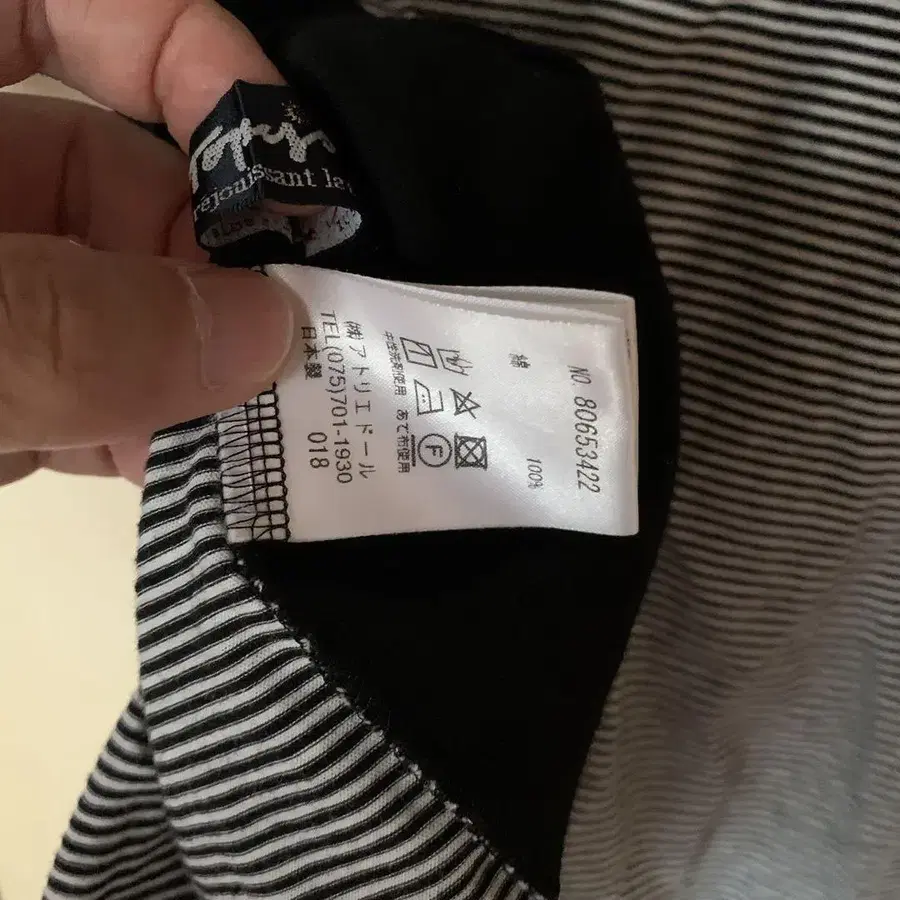 rejouissant la
NO. 80653422
綿 100%
中性洗剤使用 あて布使用
F
㈱アトリエドール
TEL(075)701-1930
日本製 018